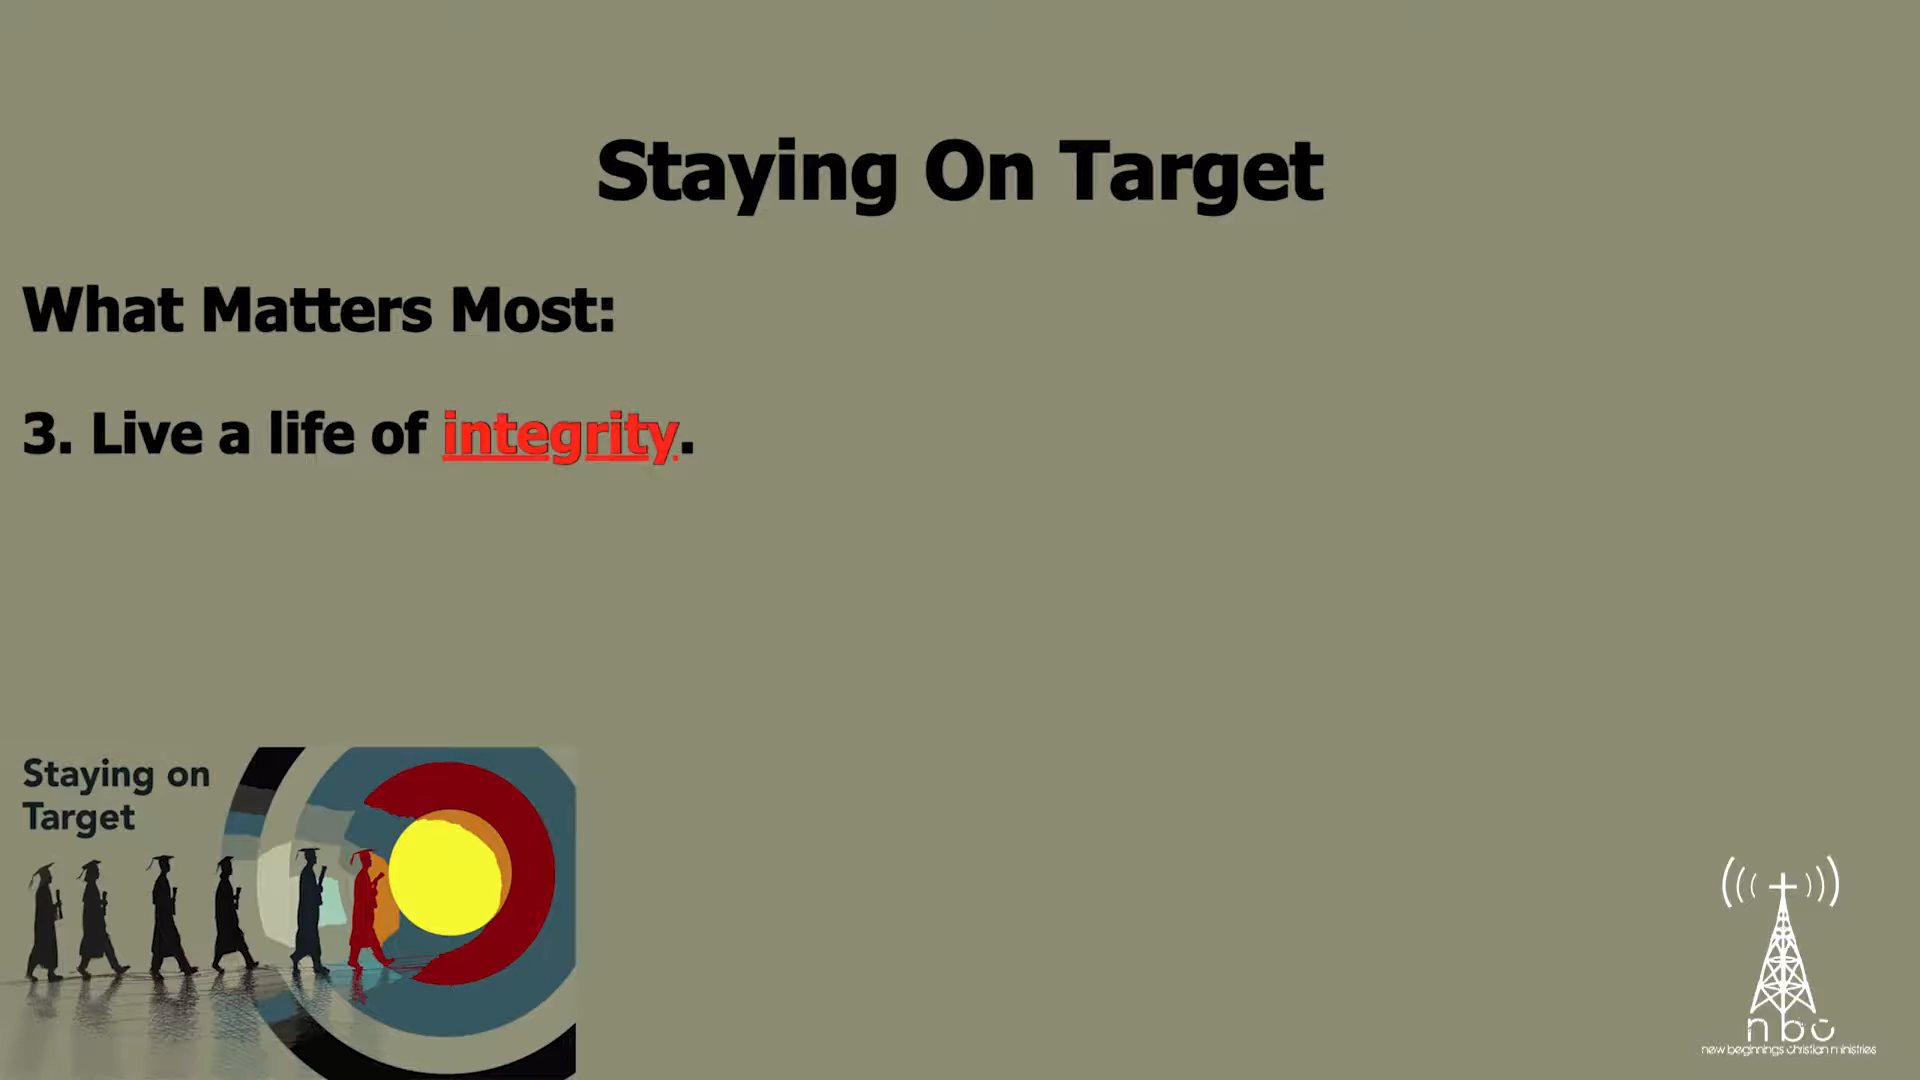 Staying On Target
What Matters Most:
3. Live a life of integrity.
Staying on
Target
nbc
new beginnings christian ministries